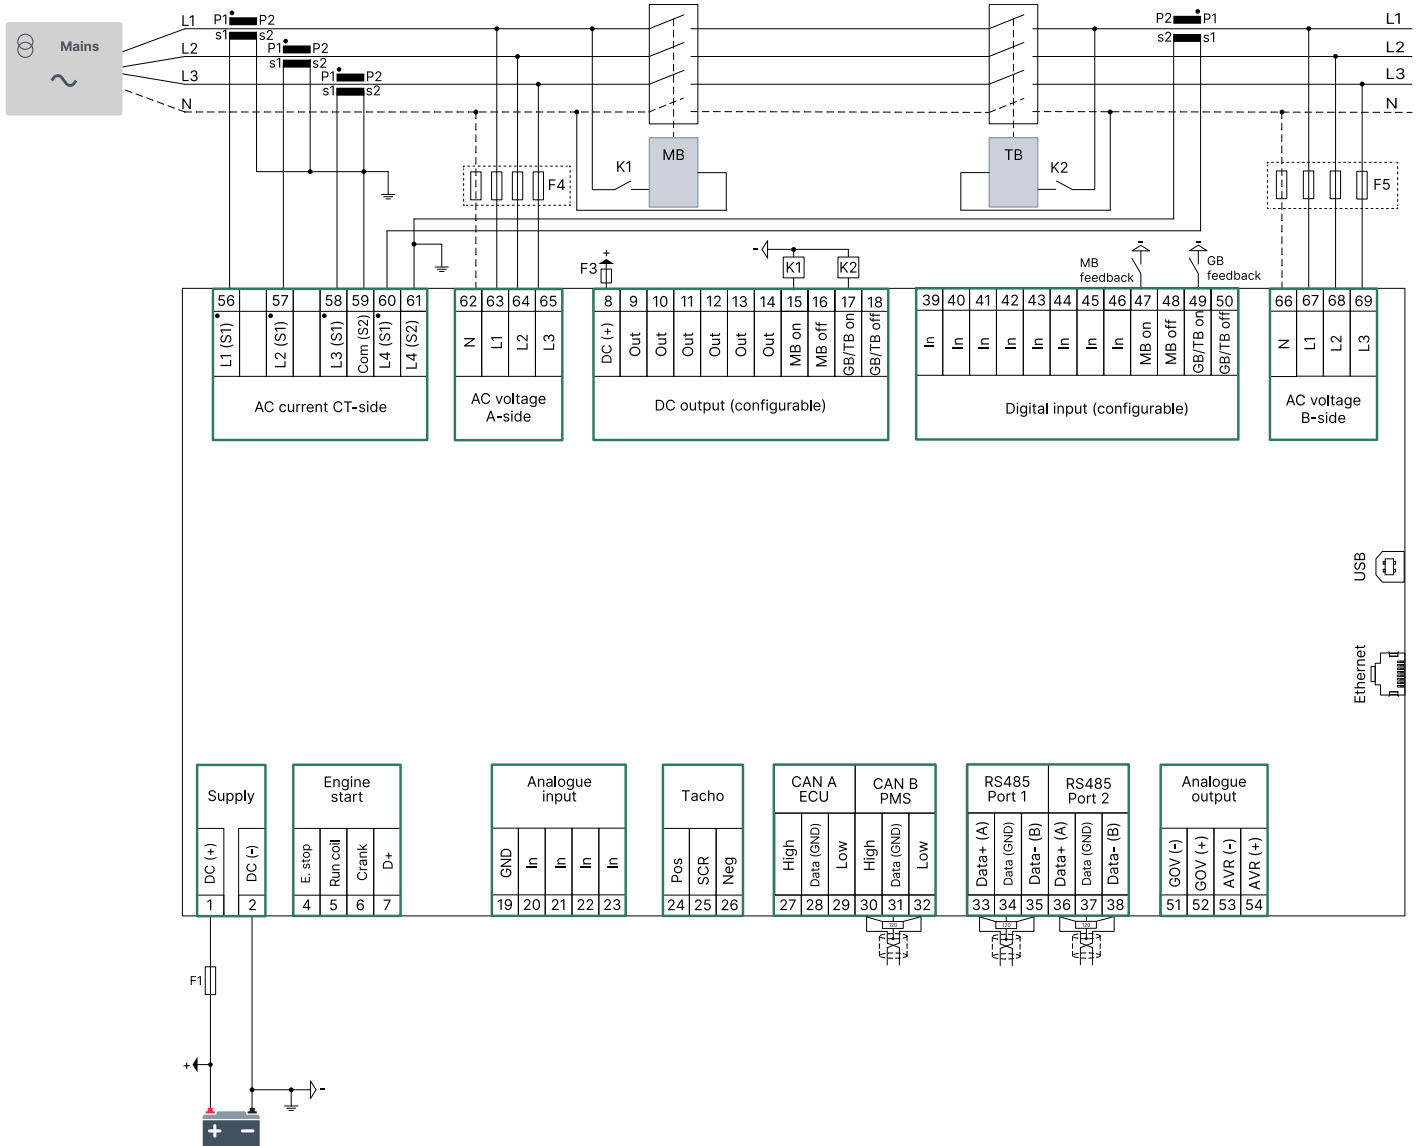 L1 P1 P2 P2 P1 L1
s1 s2 s2 s1
Mains
L2 P1 P2 L2
s1 s2
L3 P1 P2 L3
s1 s2
N N
MB TB
K1 K2
F4 F5
F3 +
- K1 K2
MB feedback -
GB feedback -
56 57 58 59 60 61
L1 (S1) L2 (S1) L3 (S1) Com (S2) L4 (S1) L4 (S2)
AC current CT-side
62 63 64 65
N L1 L2 L3
AC voltage
A-side
8 9 10 11 12 13 14 15 16 17 18
DC (+) Out Out Out Out Out Out MB on MB off GB/TB on GB/TB off
DC output (configurable)
39 40 41 42 43 44 45 46 47 48 49 50
In In In In In In In In MB on MB off GB/TB on GB/TB off
Digital input (configurable)
66 67 68 69
N L1 L2 L3
AC voltage
B-side
USB
Ethernet
Supply
DC (+) DC (-)
1 2
Engine
start
E. stop Run coil Crank D+
4 5 6 7
Analogue
input
GND In In In In
19 20 21 22 23
Tacho
Pos SCR Neg
24 25 26
CAN A
ECU
High Data (GND) Low
27 28 29
CAN B
PMS
High Data (GND) Low
30 31 32
120
RS485
Port 1
Data+ (A) Data (GND) Data- (B)
33 34 35
120
RS485
Port 2
Data+ (A) Data (GND) Data- (B)
36 37 38
120
Analogue
output
GOV (-) GOV (+) AVR (-) AVR (+)
51 52 53 54
F1
+
-
+ -